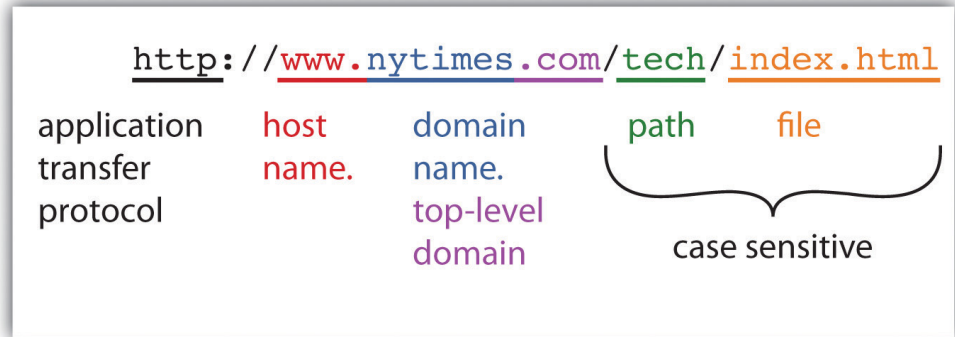 http://www.nytimes.com/tech/index.html
application host domain path file
transfer name. name.
protocol top-level
domain case sensitive